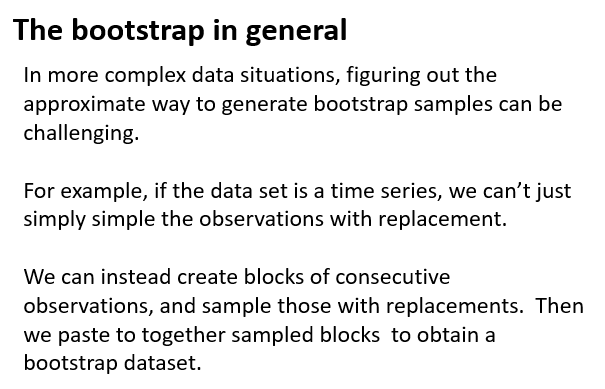 The bootstrap in general
In more complex data situations, figuring out the
approximate way to generate bootstrap samples can be
challenging.
For example, if the data set is a time series, we can’t just
simply simple the observations with replacement.
We can instead create blocks of consecutive
observations, and sample those with replacements.  Then
we paste to together sampled blocks  to obtain a
bootstrap dataset.